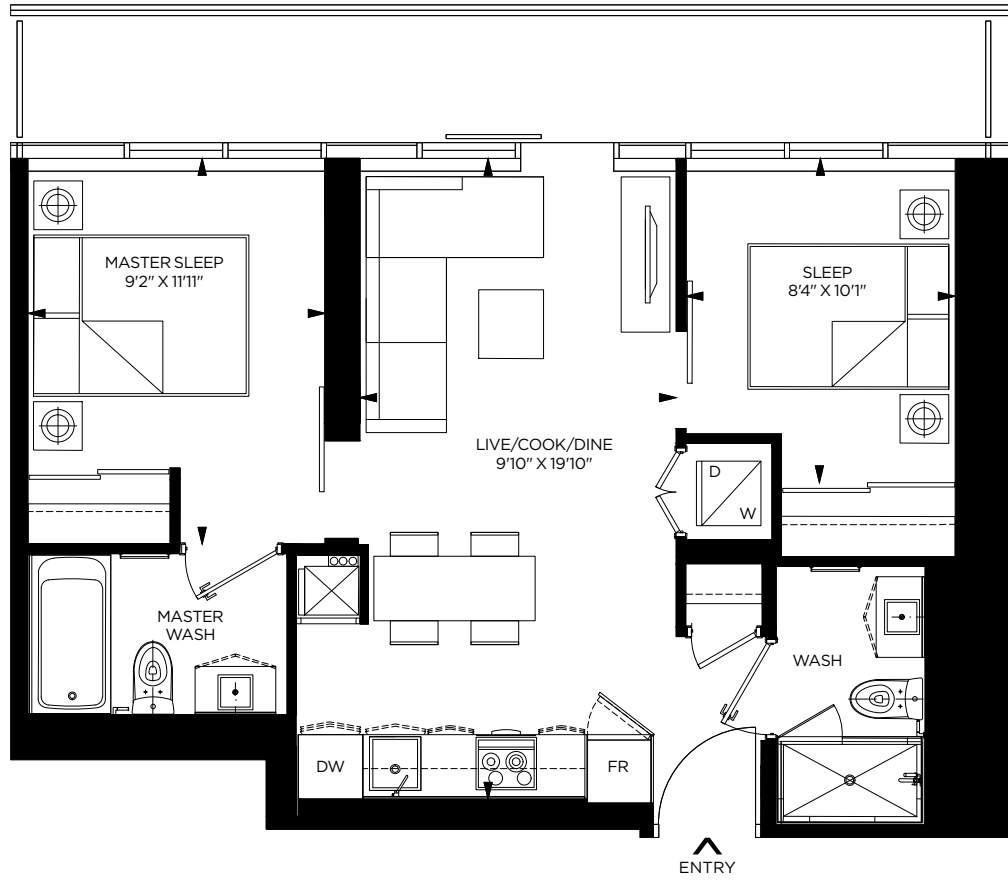 MASTER SLEEP
9'2" X 11'11"
SLEEP
8'4" X 10'1"
LIVE/COOK/DINE
9'10" X 19'10"
D
W
MASTER
WASH
WASH
DW
FR
ENTRY